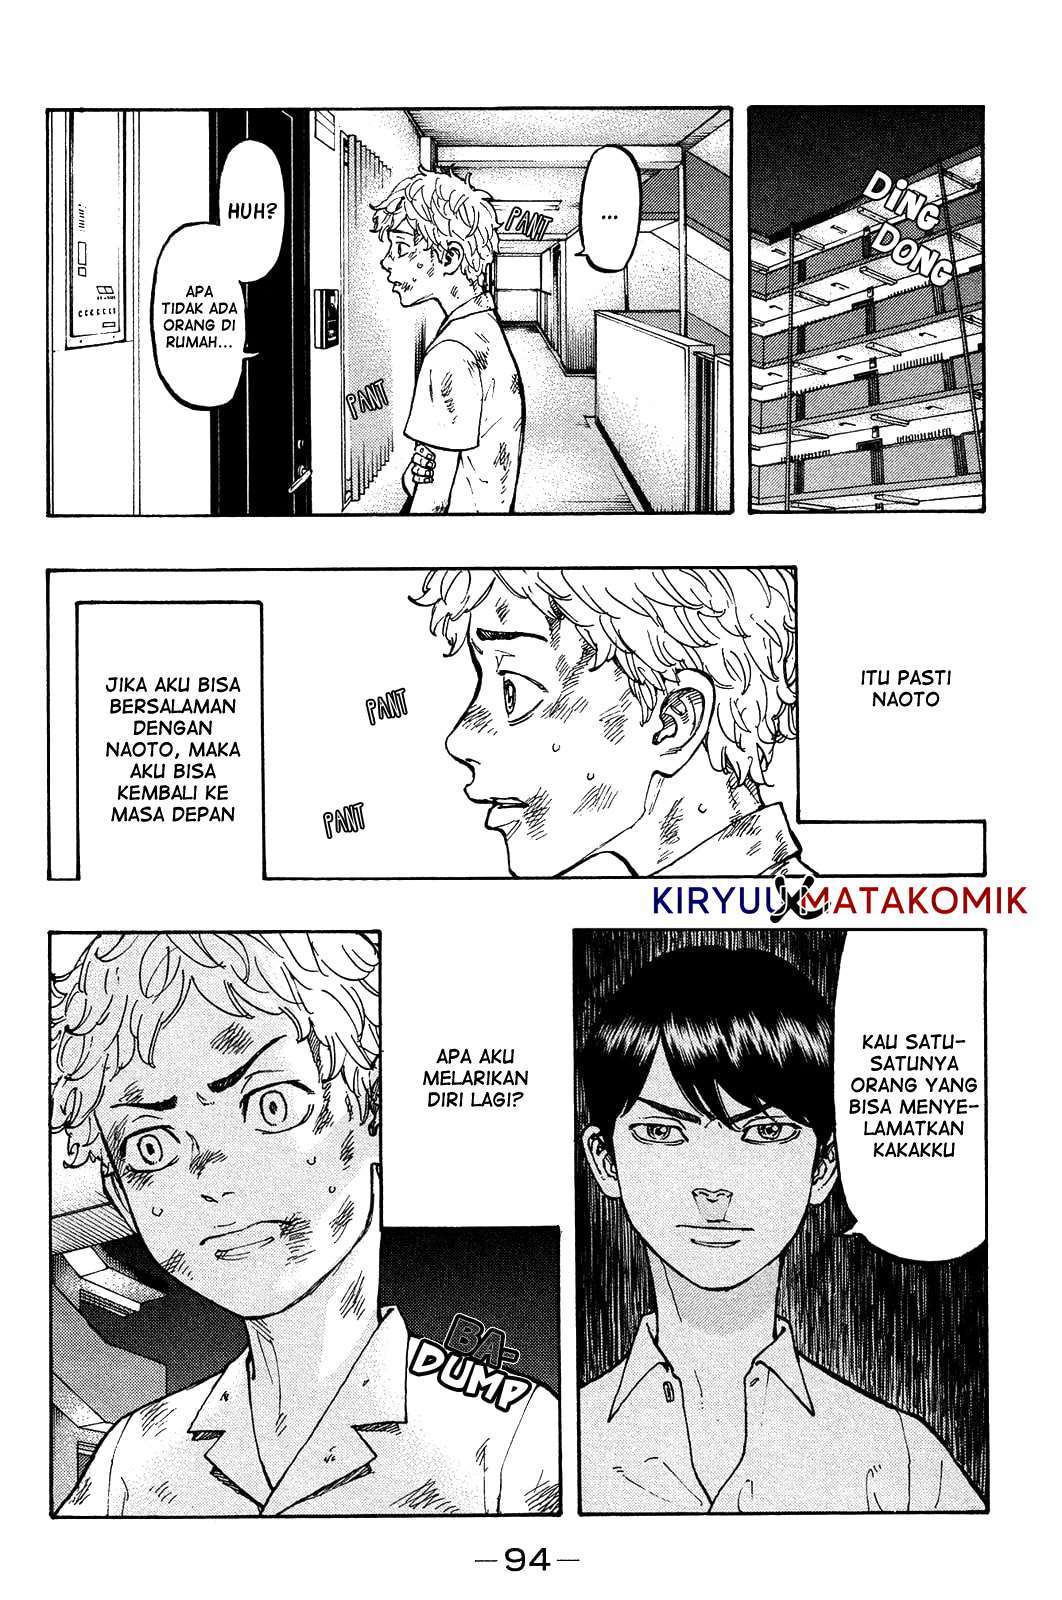 DiNG
DONG
...
PANT
HUH?
APA
TIDAK ADA
ORANG DI
RUMAH...
PANT
ITU PASTI
NAOTO
PANT
PANT
JIKA AKU BISA
BERSALAMAN
DENGAN
NAOTO, MAKA
AKU BISA
KEMBALI KE
MASA DEPAN
KIRYUU X MATAKOMIK
KAU SATU-
SATUNYA
ORANG YANG
BISA MENYE-
LAMATKAN
KAKAKKU
APA AKU
MELARIKAN
DIRI LAGI?
BA-
DUMP
—94—